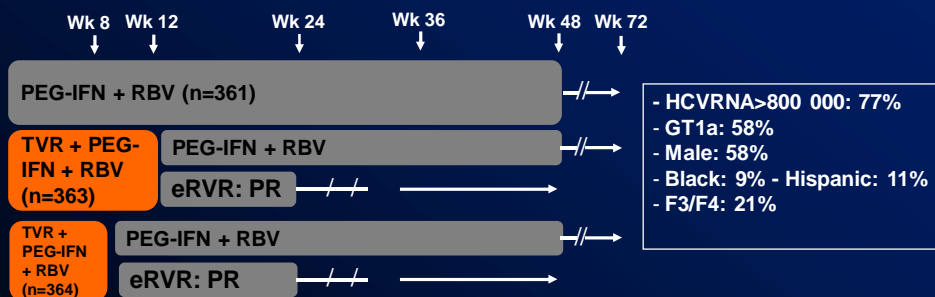 Wk 8 Wk 12 Wk 24 Wk 36 Wk 48 Wk 72
PEG-IFN + RBV (n=361)
TVR + PEG-
IFN + RBV
(n=363)
PEG-IFN + RBV
eRVR: PR
TVR +
PEG-IFN
+ RBV
(n=364)
PEG-IFN + RBV
eRVR: PR
- HCVRNA>800 000: 77%
- GT1a: 58%
- Male: 58%
- Black: 9% - Hispanic: 11%
- F3/F4: 21%